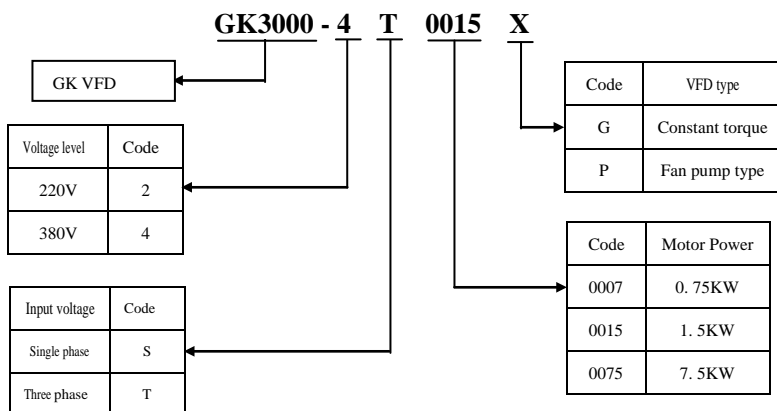 GK3000 - 4 T 0015 X
GK VFD
Voltage level Code
220V 2
380V 4
Input voltage Code
Single phase S
Three phase T
Code VFD type
G Constant torque
P Fan pump type
Code Motor Power
0007 0. 75KW
0015 1. 5KW
0075 7. 5KW